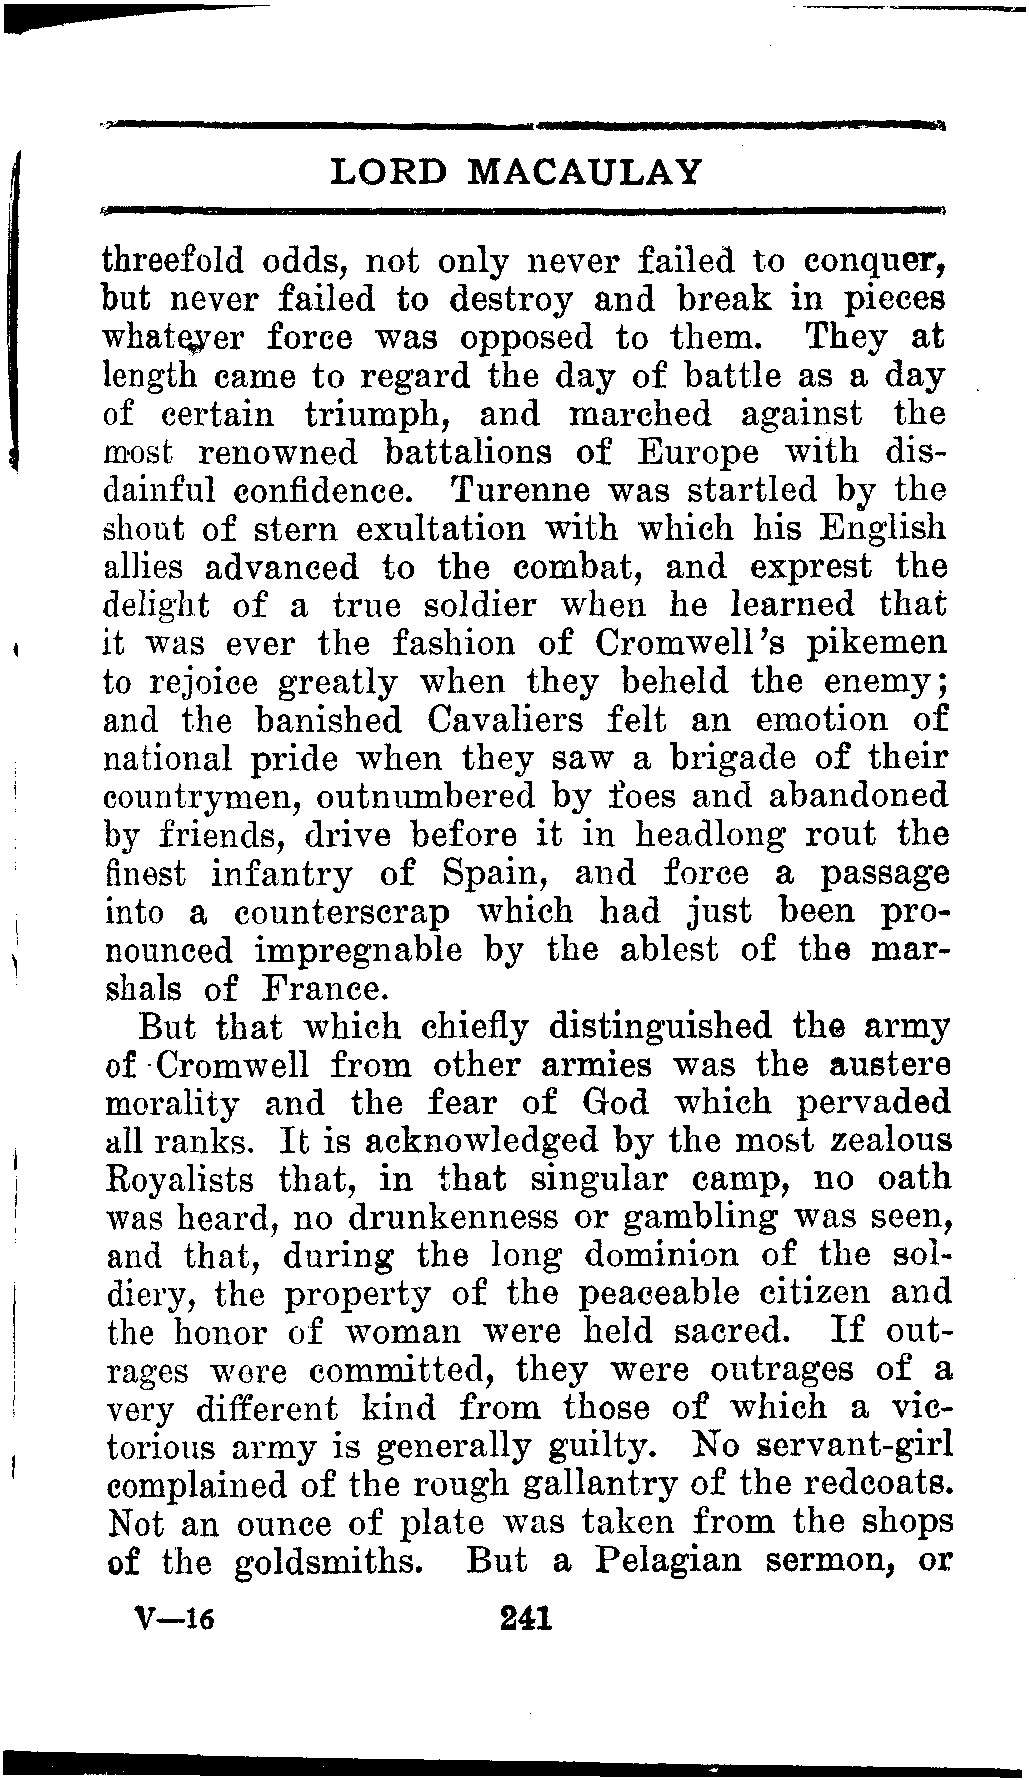 LORD MACAULAY
threefold odds, not only never failed to conquer,
but never failed to destroy and break in pieces
whatever force was opposed to them. They at
length came to regard the day of battle as a day
of certain triumph, and marched against the
most renowned battalions of Europe with dis-
dainful confidence. Turenne was startled by the
shout of stern exultation with which his English
allies advanced to the combat, and exprest the
delight of a true soldier when he learned that
it was ever the fashion of Cromwell's pikemen
to rejoice greatly when they beheld the enemy;
and the banished Cavaliers felt an emotion of
national pride when they saw a brigade of their
countrymen, outnumbered by foes and abandoned
by friends, drive before it in headlong rout the
finest infantry of Spain, and force a passage
into a counterscrap which had just been pro-
nounced impregnable by the ablest of the mar-
shals of France.
But that which chiefly distinguished the army
of Cromwell from other armies was the austere
morality and the fear of God which pervaded
all ranks. It is acknowledged by the most zealous
Royalists that, in that singular camp, no oath
was heard, no drunkenness or gambling was seen,
and that, during the long dominion of the sol-
diery, the property of the peaceable citizen and
the honor of woman were held sacred. If out-
rages were committed, they were outrages of a
very different kind from those of which a vic-
torious army is generally guilty. No servant-girl
complained of the rough gallantry of the redcoats.
Not an ounce of plate was taken from the shops
of the goldsmiths. But a Pelagian sermon, or
V—16 241